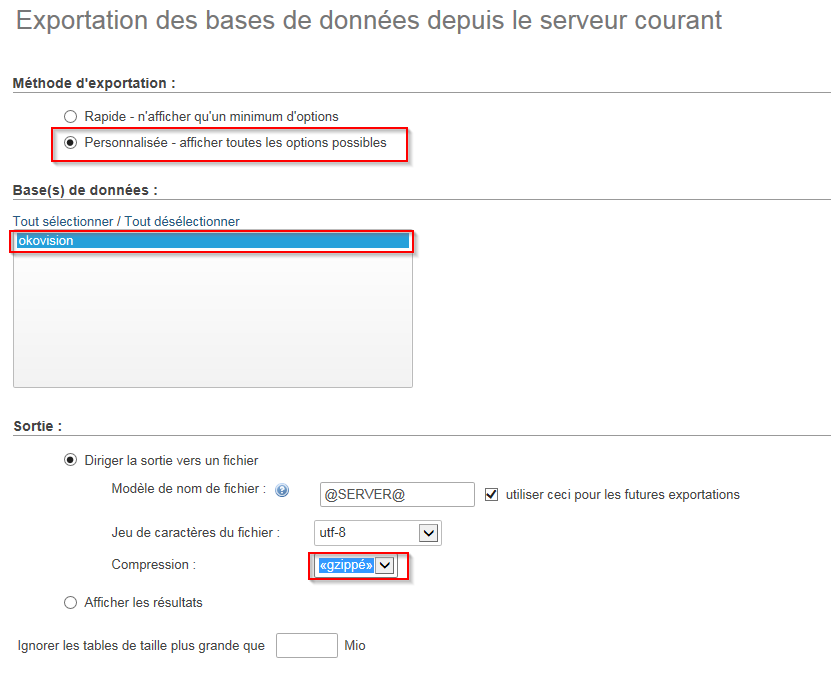 Exportation des bases de données depuis le serveur courant
Méthode d'exportation :
Rapide - n'afficher qu'un minimum d'options
Personnalisée - afficher toutes les options possibles
Base(s) de données :
Tout sélectionner / Tout désélectionner
okovision
Sortie :
Diriger la sortie vers un fichier
Modèle de nom de fichier : @SERVER@ utiliser ceci pour les futures exportations
Jeu de caractères du fichier : utf-8
Compression : «gzippé»
Afficher les résultats
Ignorer les tables de taille plus grande que Mio